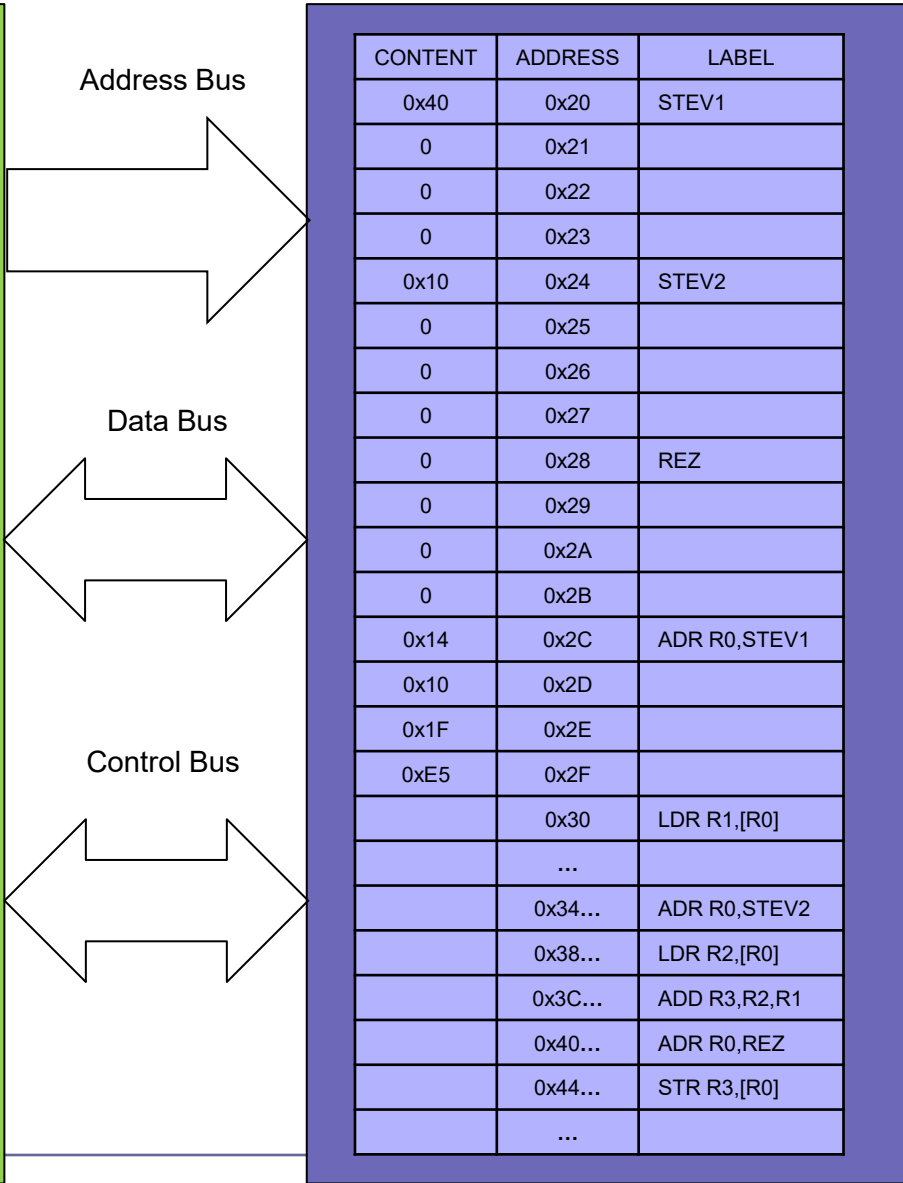 Address Bus
Data Bus
Control Bus
CONTENT ADDRESS LABEL
0x40 0x20 STEV1
0 0x21
0 0x22
0 0x23
0x10 0x24 STEV2
0 0x25
0 0x26
0 0x27
0 0x28 REZ
0 0x29
0 0x2A
0 0x2B
0x14 0x2C ADR R0,STEV1
0x10 0x2D
0x1F 0x2E
0xE5 0x2F
0x30 LDR R1,[R0]
...
0x34... ADR R0,STEV2
0x38... LDR R2,[R0]
0x3C... ADD R3,R2,R1
0x40... ADR R0,REZ
0x44... STR R3,[R0]
...